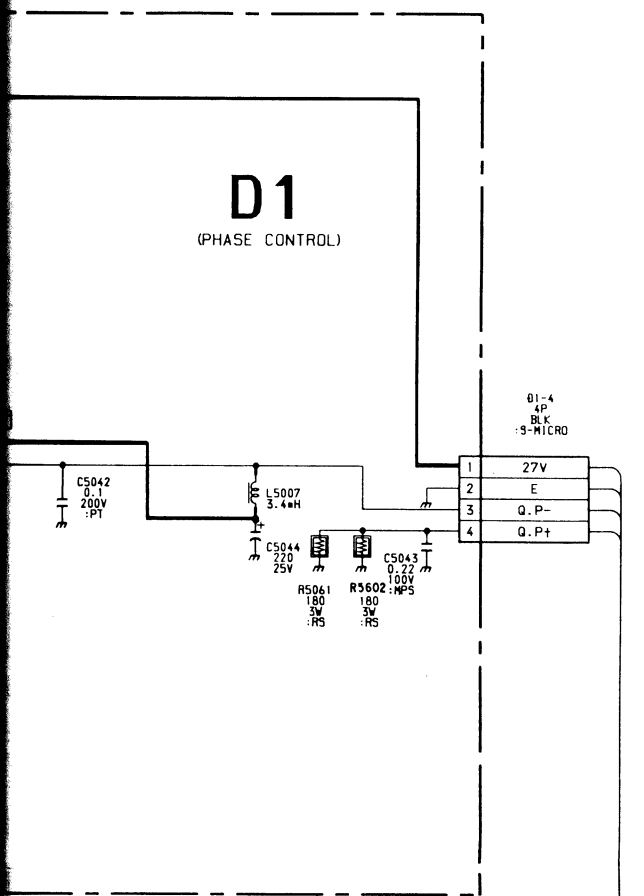 D1
(PHASE CONTROL)
D1-4
4P
BLK
:S-MICRO
1 27V
2 E
3 Q.P-
4 Q.P+
C5042
0.1
200V
:PT
L5007
3.4mH
+
C5044
220
25V
R5061
180
3W
:RS
R5602
180
3W
:RS
C5043
0.22
100V
:MPS